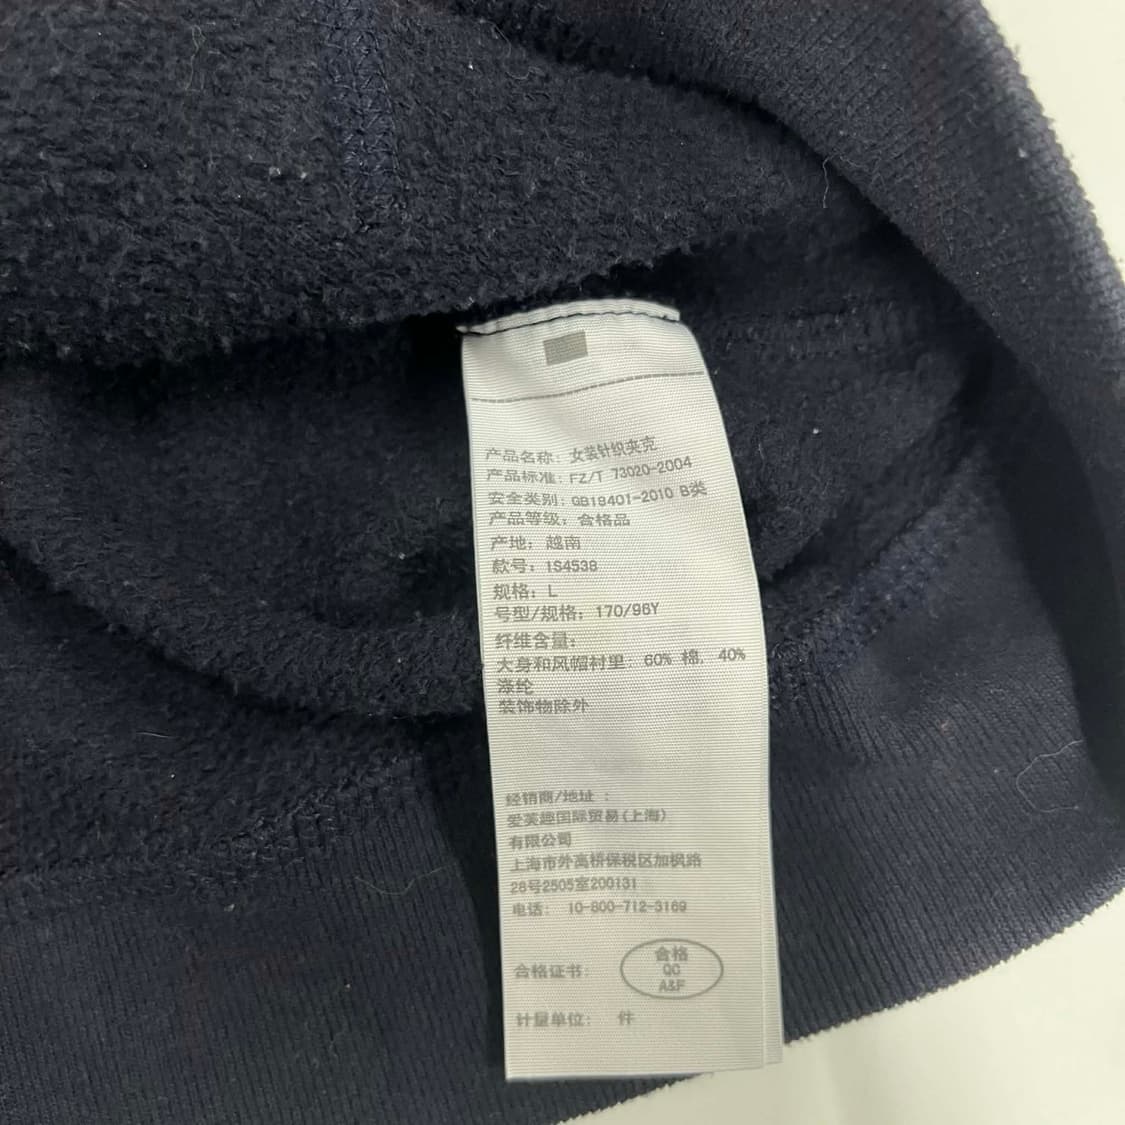 产品名称: 女装针织夹克
产品标准: FZ/T 73020-2004
安全类别: GB18401-2010 B类
产品等级: 合格品
产地: 越南
款号: 1S4538
规格: L
号型/规格: 170/96Y
纤维含量:
大身和风帽衬里: 60% 棉, 40%
涤纶
装饰物除外
经销商/地址 :
爱芙趣国际贸易(上海)
有限公司
上海市外高桥保税区加枫路
28号2505室200131
电话: 10-800-712-3169
合格证书:
合格
QC
A&F
计量单位: 件